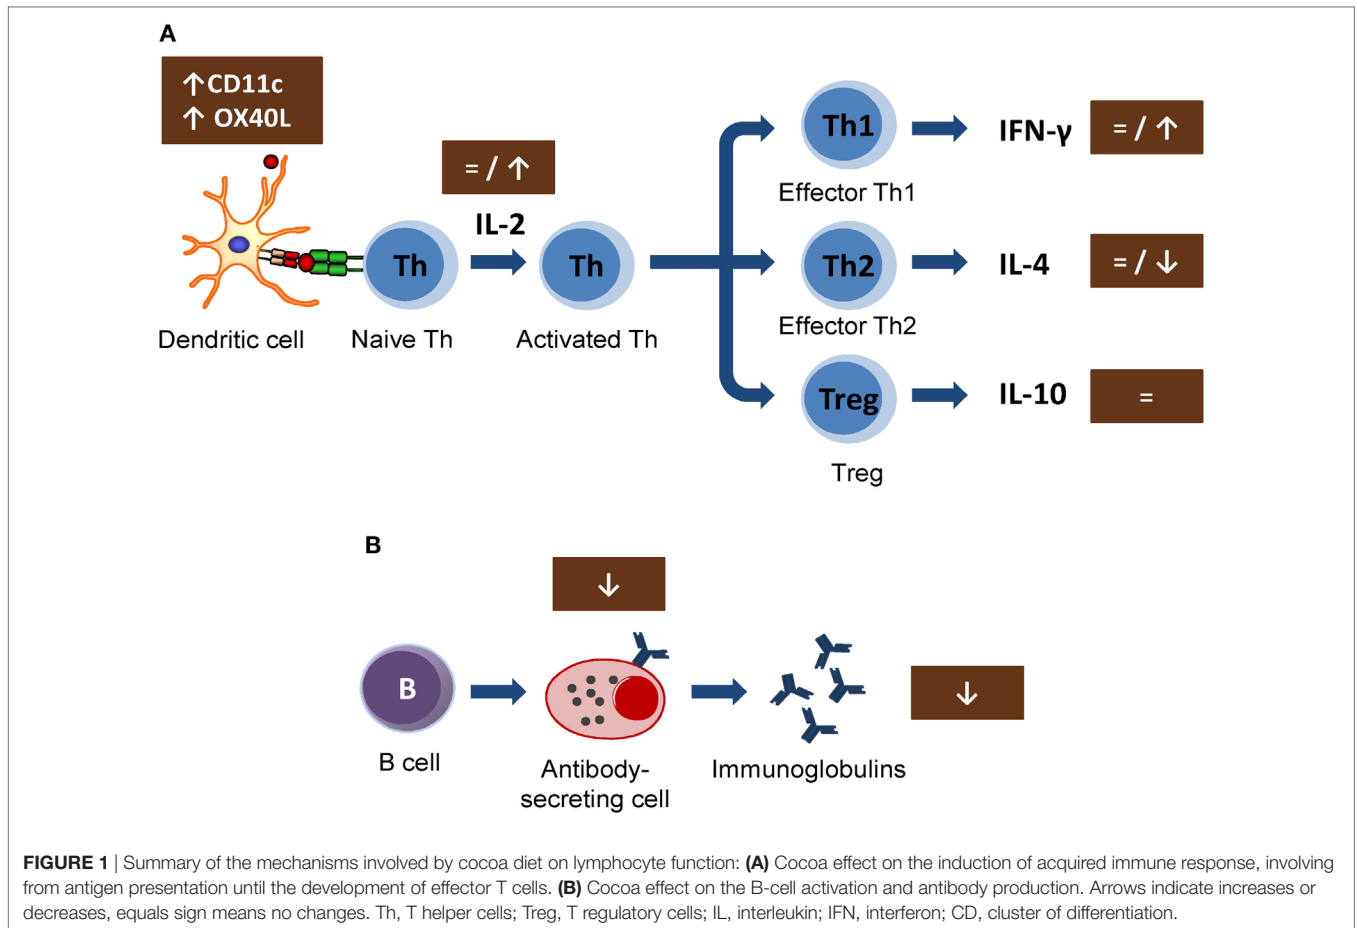 A
↑CD11c
↑ OX40L
= / ↑
IL-2
Th
Th
Dendritic cell
Naive Th
Activated Th
Th1
Effector Th1
IFN-γ
= / ↑
Th2
Effector Th2
IL-4
= / ↓
Treg
Treg
IL-10
=
B
↓
B
B cell
Antibody-
secreting cell
Immunoglobulins
↓
FIGURE 1 | Summary of the mechanisms involved by cocoa diet on lymphocyte function: (A) Cocoa effect on the induction of acquired immune response, involving
from antigen presentation until the development of effector T cells. (B) Cocoa effect on the B-cell activation and antibody production. Arrows indicate increases or
decreases, equals sign means no changes. Th, T helper cells; Treg, T regulatory cells; IL, interleukin; IFN, interferon; CD, cluster of differentiation.